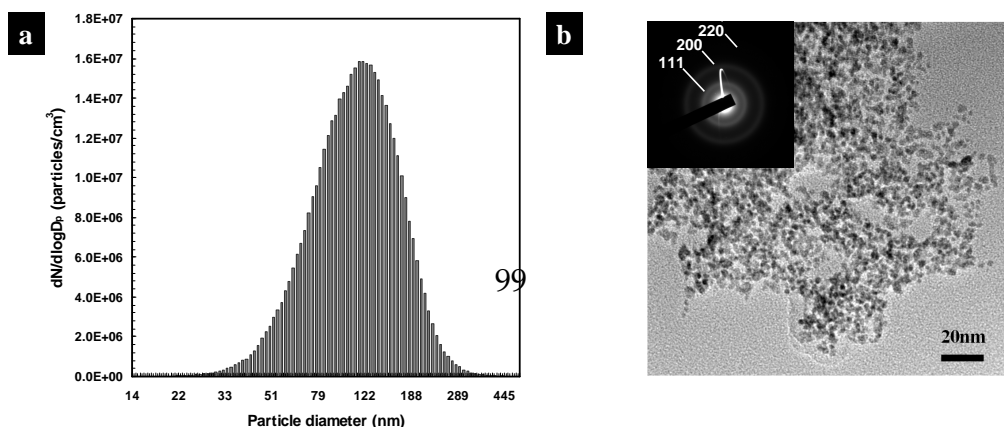 a
1.8E+07
1.6E+07
1.4E+07
1.2E+07
1.0E+07
8.0E+06
6.0E+06
4.0E+06
2.0E+06
0.0E+00
dN/dlogDp (particles/cm3)
14 22 33 51 79 122 188 289 445
Particle diameter (nm)
99
b
220
200
111
20nm